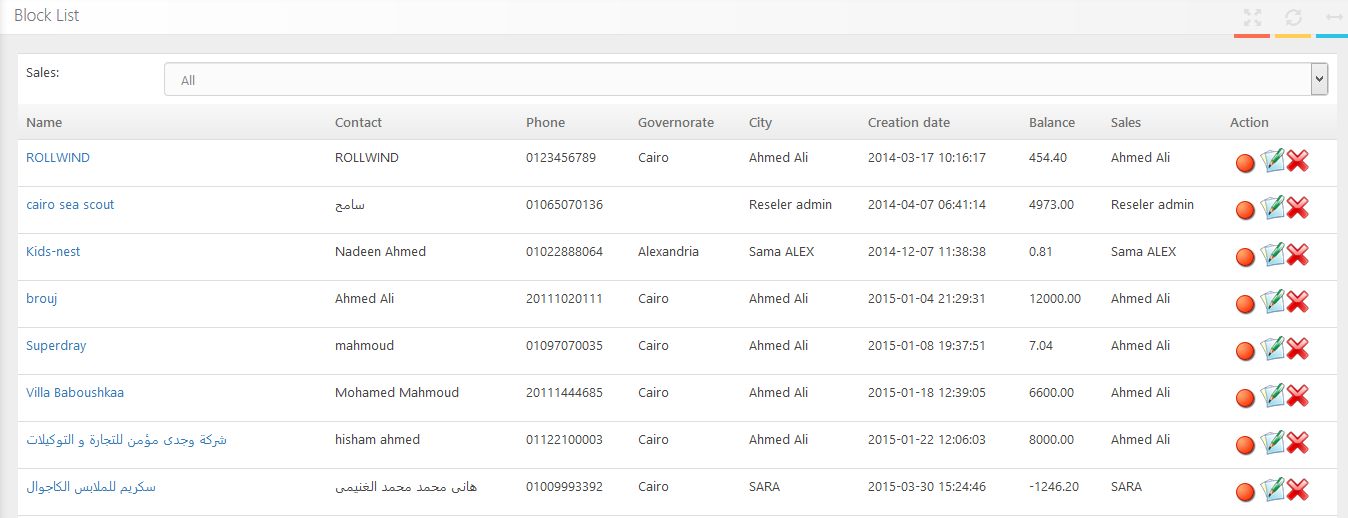 Block List
Sales: All
Name Contact Phone Governorate City Creation date Balance Sales Action
ROLLWIND ROLLWIND 0123456789 Cairo Ahmed Ali 2014-03-17 10:16:17 454.40 Ahmed Ali
cairo sea scout سامح 01065070136 Reseler admin 2014-04-07 06:41:14 4973.00 Reseler admin
Kids-nest Nadeen Ahmed 01022888064 Alexandria Sama ALEX 2014-12-07 11:38:38 0.81 Sama ALEX
brouj Ahmed Ali 20111020111 Cairo Ahmed Ali 2015-01-04 21:29:31 12000.00 Ahmed Ali
Superdray mahmoud 01097070035 Cairo Ahmed Ali 2015-01-08 19:37:51 7.04 Ahmed Ali
Villa Baboushkaa Mohamed Mahmoud 20111444685 Cairo Ahmed Ali 2015-01-18 12:39:05 6600.00 Ahmed Ali
شركة وجدى مؤمن للتجارة و التوكيلات hisham ahmed 01122100003 Cairo Ahmed Ali 2015-01-22 12:06:03 8000.00 Ahmed Ali
سكريم للملابس الكاجوال هانى محمد محمد الغنيمى 01009993392 Cairo SARA 2015-03-30 15:24:46 -1246.20 SARA